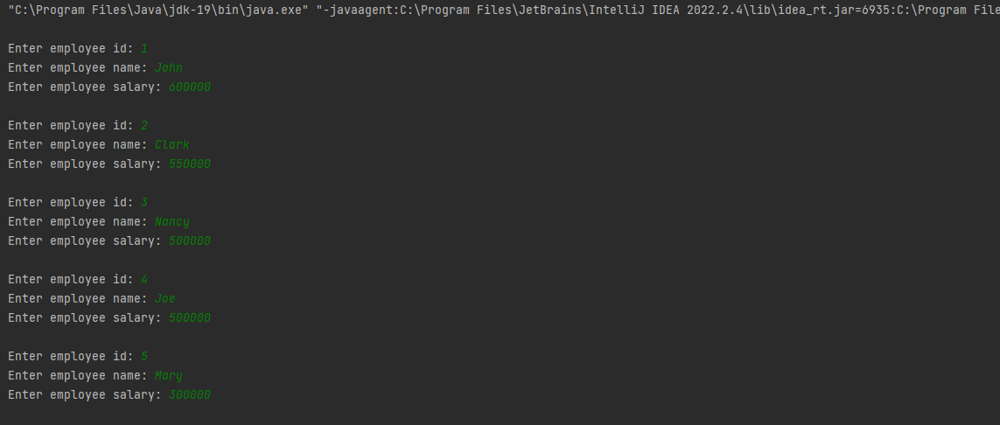 "C:\Program Files\Java\jdk-19\bin\java.exe" "-javaagent:C:\Program Files\JetBrains\IntelliJ IDEA 2022.2.4\lib\idea_rt.jar=6935:C:\Program File
Enter employee id: 1
Enter employee name: John
Enter employee salary: 600000
Enter employee id: 2
Enter employee name: Clark
Enter employee salary: 550000
Enter employee id: 3
Enter employee name: Nancy
Enter employee salary: 500000
Enter employee id: 4
Enter employee name: Joe
Enter employee salary: 500000
Enter employee id: 5
Enter employee name: Mary
Enter employee salary: 300000